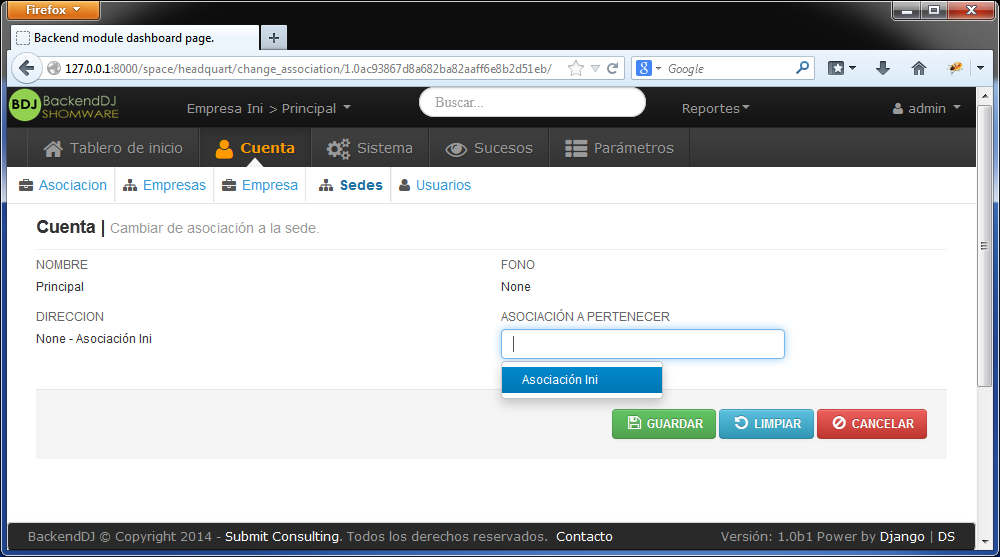 Firefox
Backend module dashboard page.
127.0.0.1:8000/space/headquart/change_association/1.0ac93867d8a682ba82aaff6e8b2d51eb/
Google
BDJ BackendDJ SHOMWARE
Empresa Ini > Principal
Buscar...
Reportes
admin
Tablero de inicio
Cuenta
Sistema
Sucesos
Parámetros
Asociacion
Empresas
Empresa
Sedes
Usuarios
Cuenta | Cambiar de asociación a la sede.
NOMBRE
Principal
FONO
None
DIRECCION
None - Asociación Ini
ASOCIACIÓN A PERTENECER
Asociación Ini
GUARDAR
LIMPIAR
CANCELAR
BackendDJ © Copyright 2014 - Submit Consulting. Todos los derechos reservados. Contacto
Versión: 1.0b1 Power by Django | DS